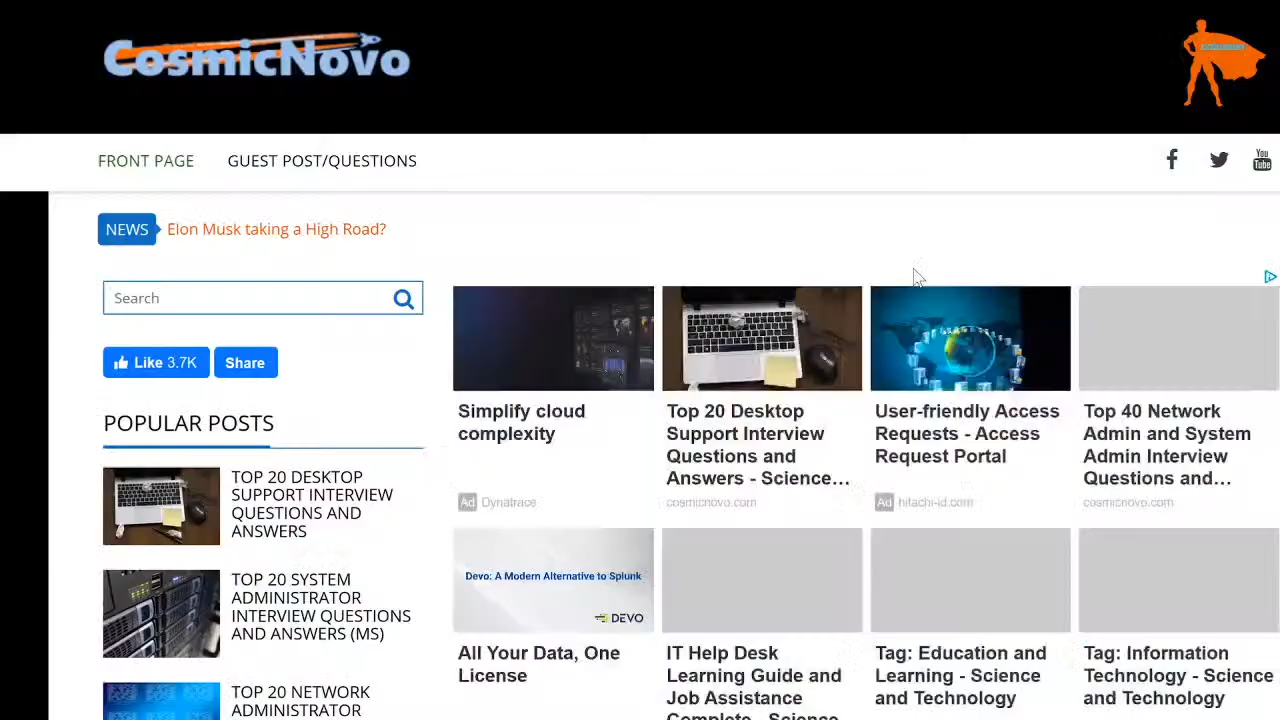 CosmicNovo
FRONT PAGE
GUEST POST/QUESTIONS
You
Tube
NEWS
Elon Musk taking a High Road?
Search
Like 3.7K
Share
POPULAR POSTS
TOP 20 DESKTOP
SUPPORT INTERVIEW
QUESTIONS AND
ANSWERS
TOP 20 SYSTEM
ADMINISTRATOR
INTERVIEW QUESTIONS
AND ANSWERS (MS)
TOP 20 NETWORK
ADMINISTRATOR
Simplify cloud
complexity
Ad Dynatrace
Top 20 Desktop
Support Interview
Questions and
Answers - Science...
cosmicnovo.com
User-friendly Access
Requests - Access
Request Portal
Ad hitachi-id.com
Top 40 Network
Admin and System
Admin Interview
Questions and...
cosmicnovo.com
Devo: A Modern Alternative to Splunk
DEVO
All Your Data, One
License
IT Help Desk
Learning Guide and
Job Assistance
Complete - Science
Tag: Education and
Learning - Science
and Technology
Tag: Information
Technology - Science
and Technology